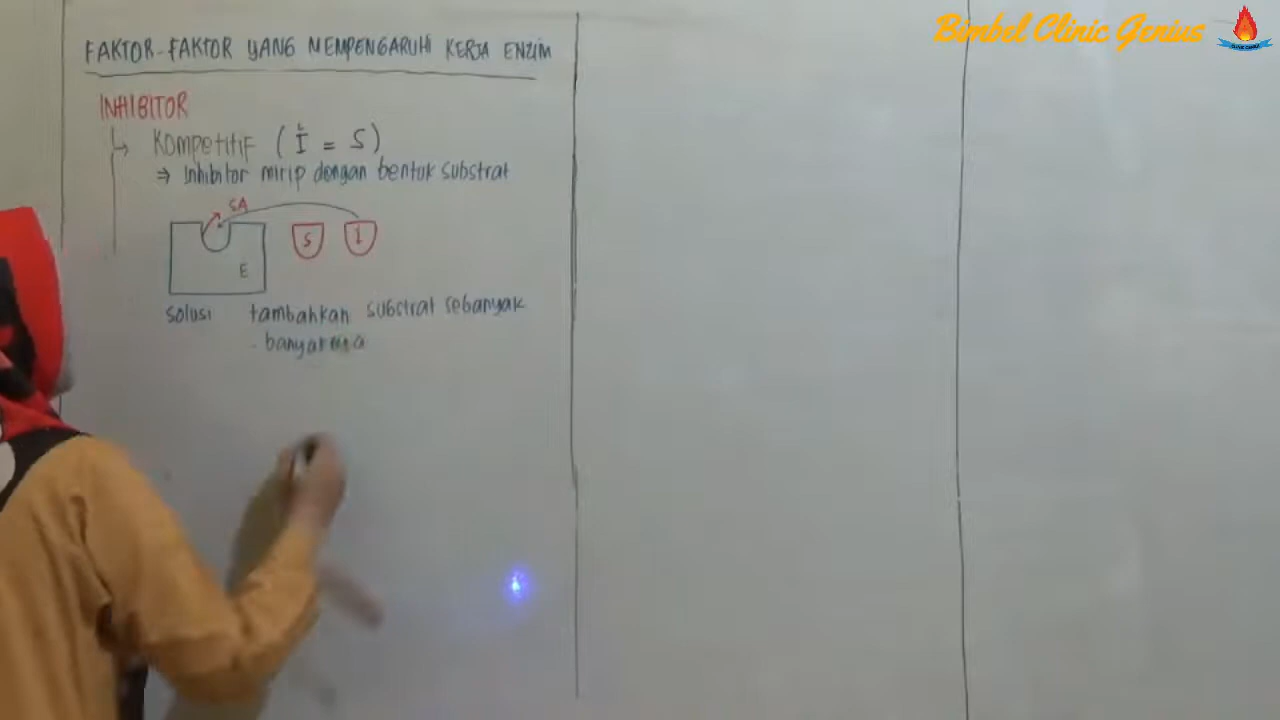 Bimbel Clinic Genius
FAKTOR-FAKTOR YANG MEMPENGARUHI KERJA ENZIM
INHIBITOR
↳ Kompetitif ( I = S )
⇒ Inhibitor mirip dengan bentuk substrat
SA
S I
E
solusi tambahkan substrat sebanyak
- banyaknya